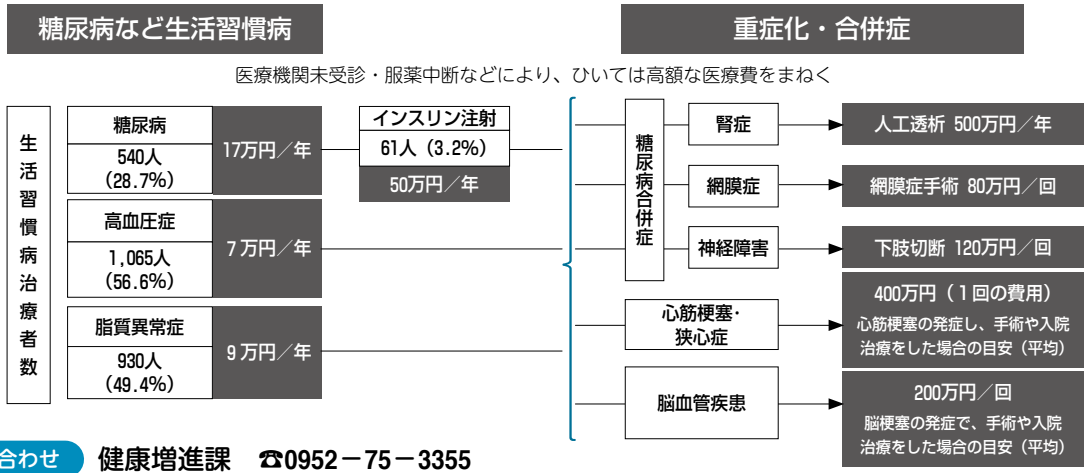 糖尿病など生活習慣病
重症化・合併症
医療機関未受診・服薬中断などにより、ひいては高額な医療費をまねく
生活習慣病治療者数
糖尿病
540人
(28.7%)
17万円／年
インスリン注射
61人（3.2%）
50万円／年
高血圧症
1,065人
(56.6%)
7万円／年
脂質異常症
930人
(49.4%)
9万円／年
糖尿病合併症
腎症
人工透析 500万円／年
網膜症
網膜症手術 80万円／回
神経障害
下肢切断 120万円／回
心筋梗塞・
狭心症
400万円（1回の費用）
心筋梗塞の発症し、手術や入院
治療をした場合の目安（平均）
脳血管疾患
200万円／回
脳梗塞の発症で、手術や入院
治療をした場合の目安（平均）
合わせ 健康増進課 ☎0952－75－3355